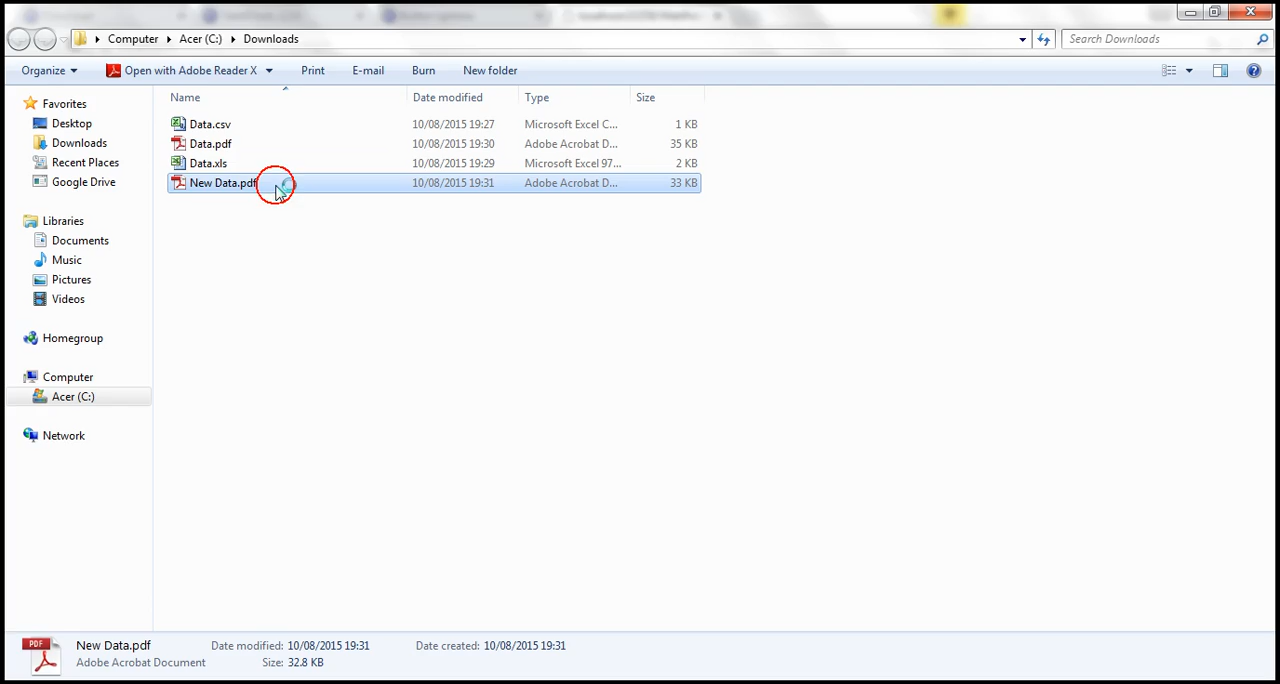 Computer Acer (C:) Downloads Search Downloads
Organize Open with Adobe Reader X Print E-mail Burn New folder
Favorites
Desktop
Downloads
Recent Places
Google Drive
Libraries
Documents
Music
Pictures
Videos
Homegroup
Computer
Acer (C:)
Network
Name Date modified Type Size
Data.csv 10/08/2015 19:27 Microsoft Excel C... 1 KB
Data.pdf 10/08/2015 19:30 Adobe Acrobat D... 35 KB
Data.xls 10/08/2015 19:29 Microsoft Excel 97... 2 KB
New Data.pdf 10/08/2015 19:31 Adobe Acrobat D... 33 KB
PDF
New Data.pdf Date modified: 10/08/2015 19:31 Date created: 10/08/2015 19:31
Adobe Acrobat Document Size: 32.8 KB